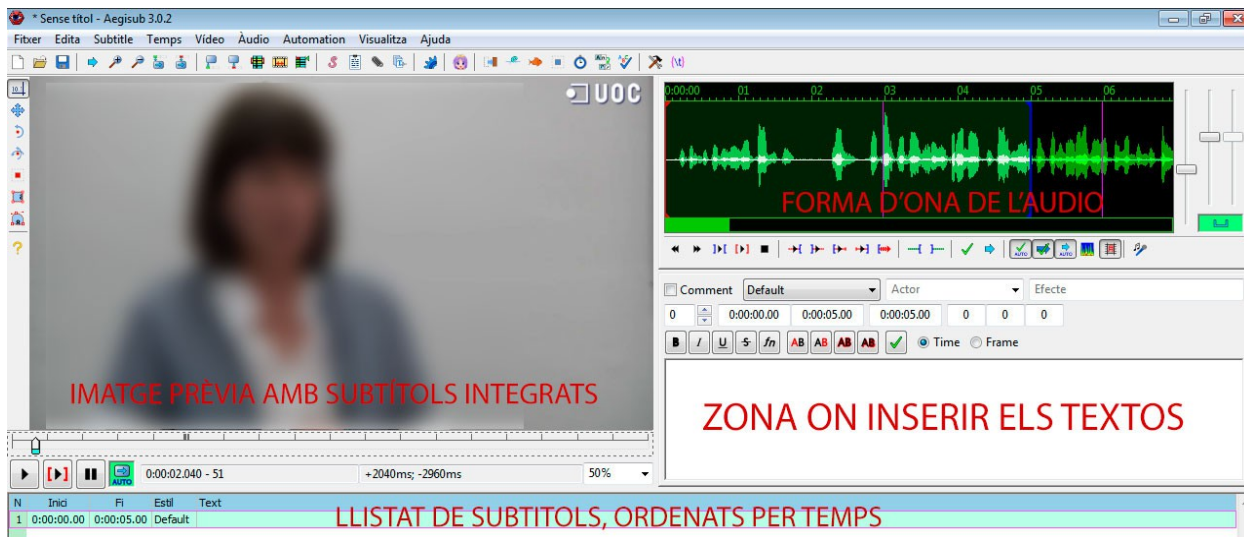 * Sense títol - Aegisub 3.0.2
Fitxer Edita Subtitle Temps Vídeo Àudio Automation Visualitza Ajuda
UOC
0:00:00 01 02 03 04 05 06
FORMA D'ONA DE L'AUDIO
AUTO AUTO
Comment Default Actor Efecte
0 0:00:00.00 0:00:05.00 0:00:05.00 0 0 0
B I U S fn AB AB AB AB Time Frame
IMATGE PRÈVIA AMB SUBTÍTOLS INTEGRATS
ZONA ON INSERIR ELS TEXTOS
AUTO 0:00:02.040 - 51 +2040ms; -2960ms 50%
N Inici Fi Estil Text
1 0:00:00.00 0:00:05.00 Default
LLISTAT DE SUBTITOLS, ORDENATS PER TEMPS